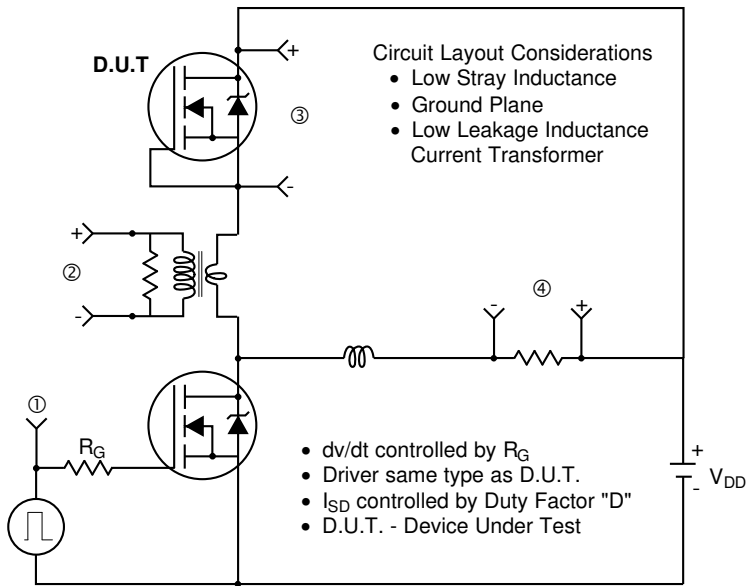 D.U.T
+
③
-
Circuit Layout Considerations
• Low Stray Inductance
• Ground Plane
• Low Leakage Inductance
Current Transformer
+
②
-
④
- +
①
R_G
• dv/dt controlled by R_G
• Driver same type as D.U.T.
• I_SD controlled by Duty Factor "D"
• D.U.T. - Device Under Test
+
-
V_DD